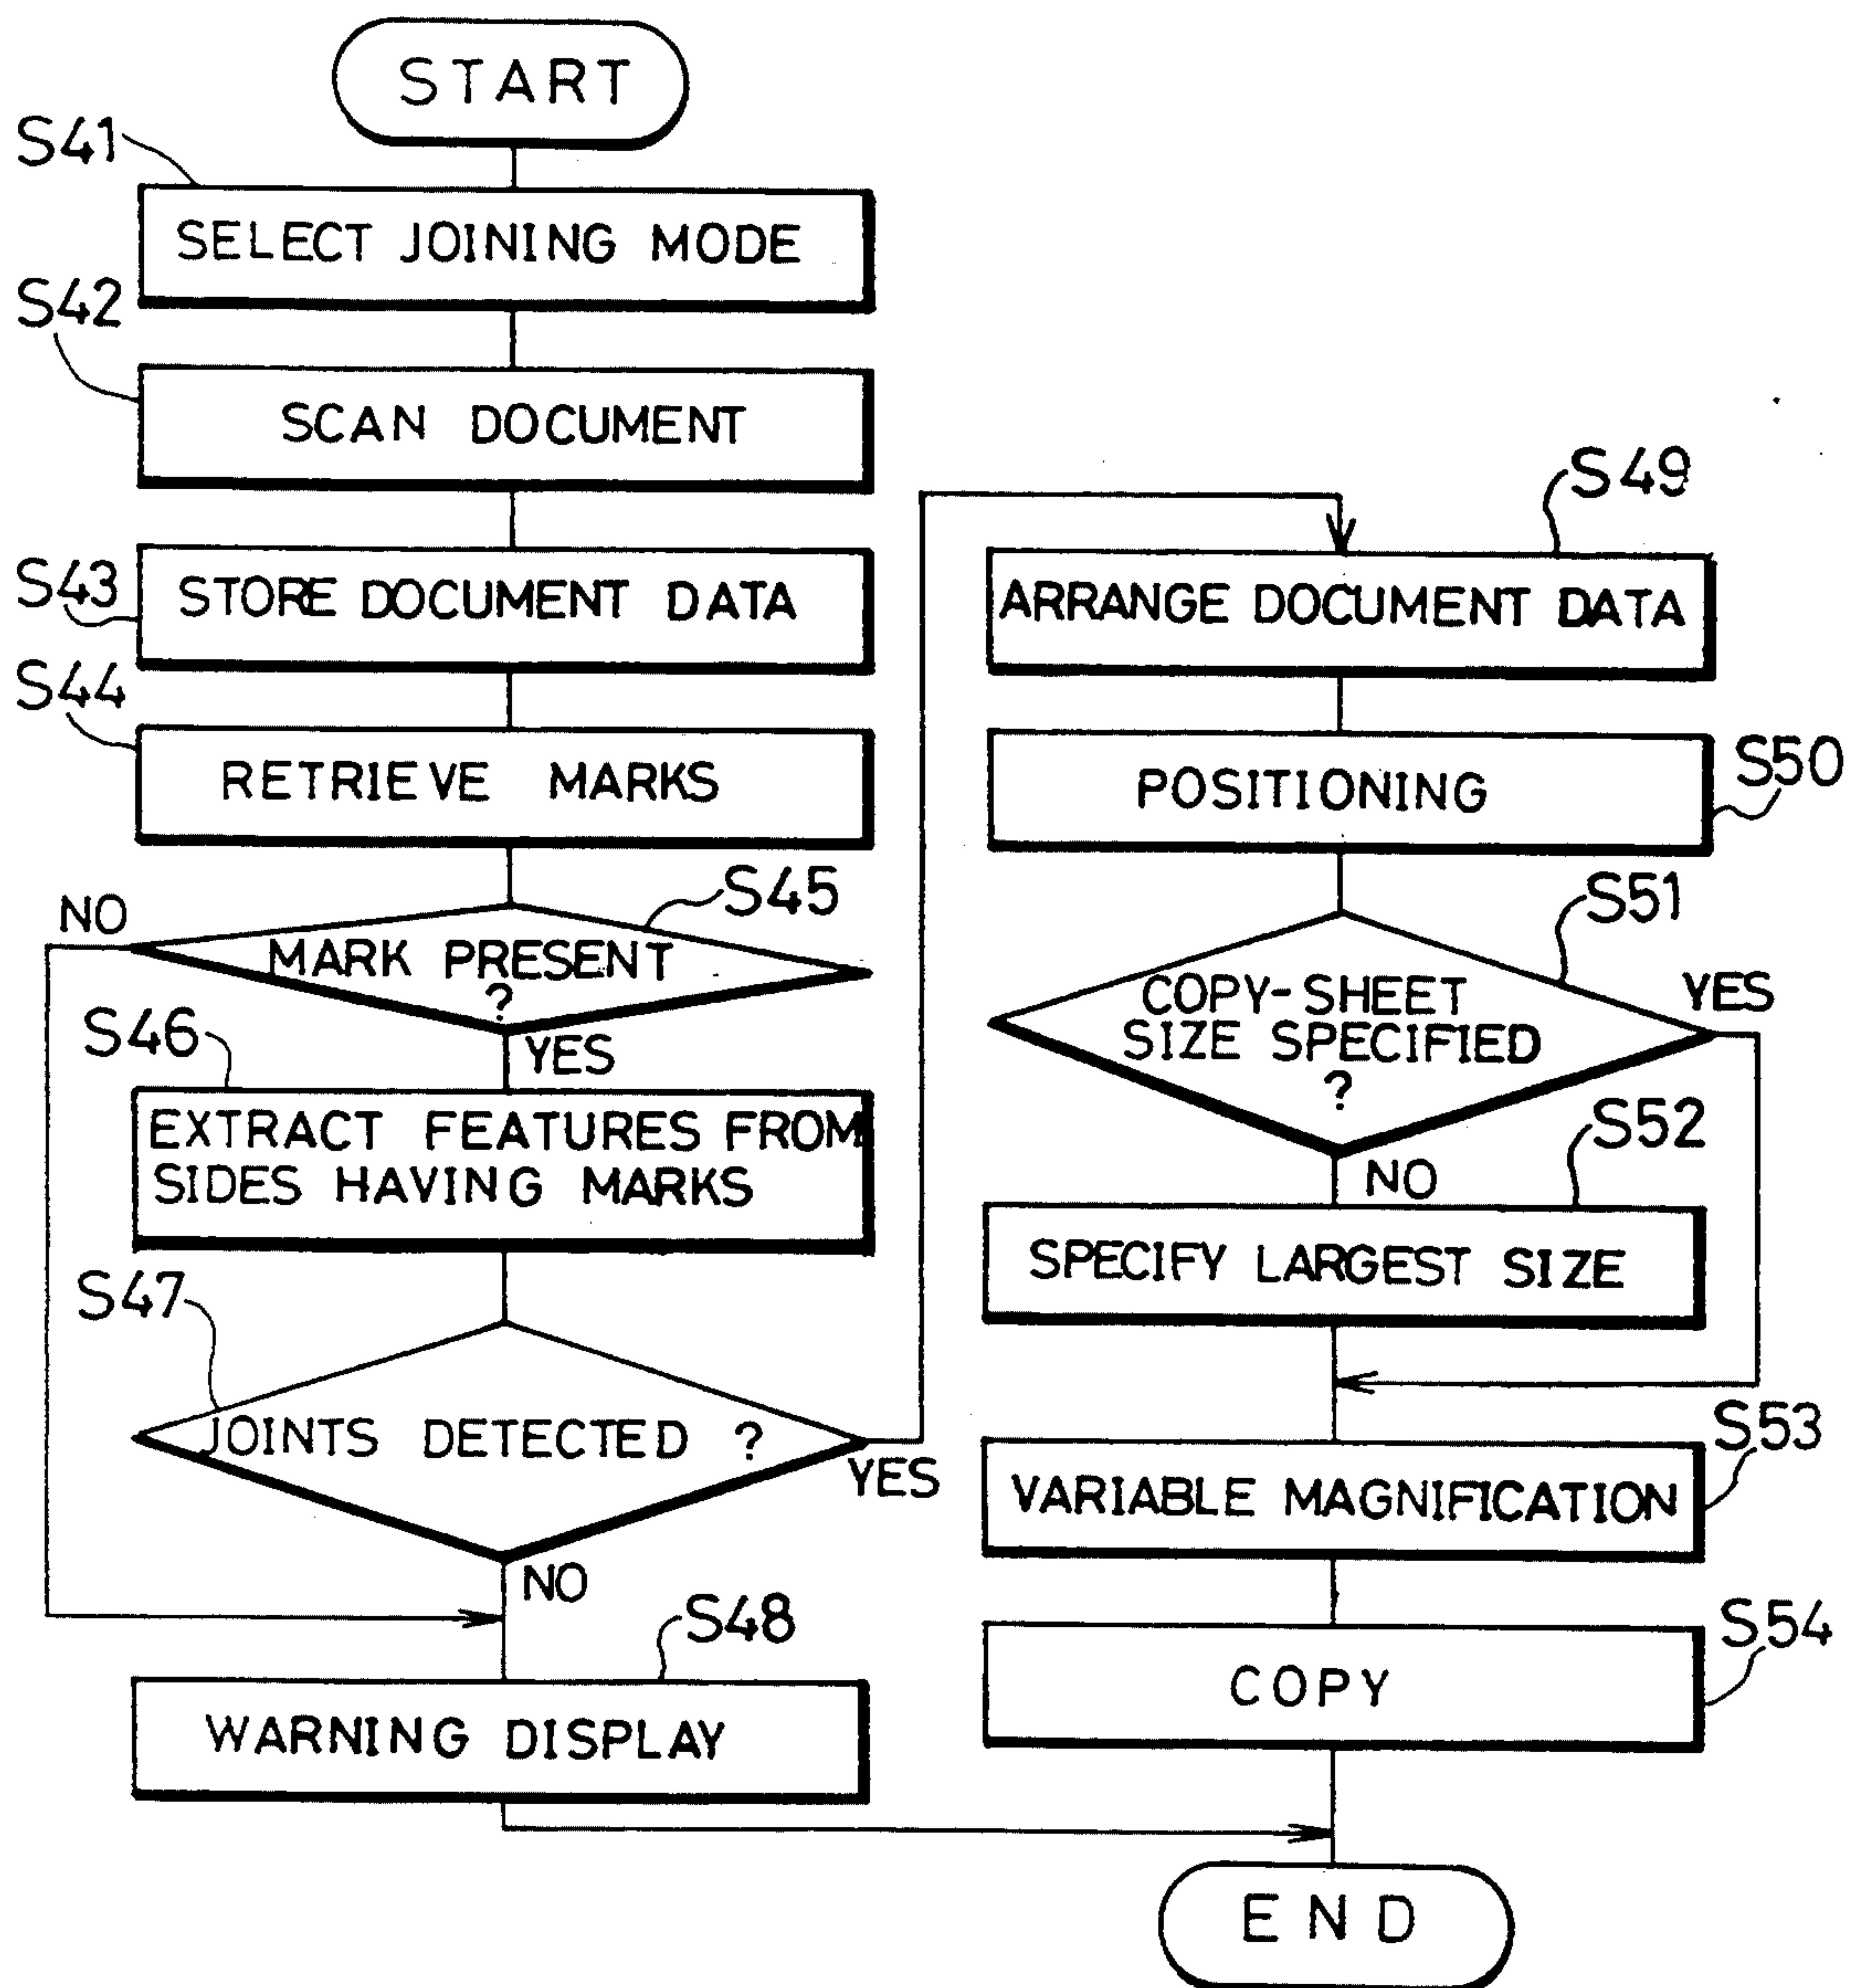 START
S41
SELECT JOINING MODE
S42
SCAN DOCUMENT
S43
STORE DOCUMENT DATA
S44
RETRIEVE MARKS
S45
NO
MARK PRESENT
?
YES
S46
EXTRACT FEATURES FROM
SIDES HAVING MARKS
S47
JOINTS DETECTED ?
YES
NO
S48
WARNING DISPLAY
S49
ARRANGE DOCUMENT DATA
S50
POSITIONING
S51
COPY-SHEET
SIZE SPECIFIED
?
YES
NO
S52
SPECIFY LARGEST SIZE
S53
VARIABLE MAGNIFICATION
S54
COPY
END